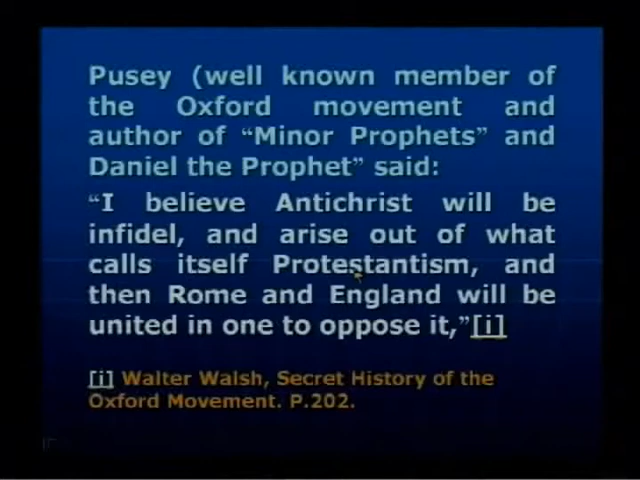 Pusey (well known member of
the Oxford movement and
author of “Minor Prophets” and
Daniel the Prophet” said:
“I believe Antichrist will be
infidel, and arise out of what
calls itself Protestantism, and
then Rome and England will be
united in one to oppose it,”[i]
[i] Walter Walsh, Secret History of the
Oxford Movement. P.202.